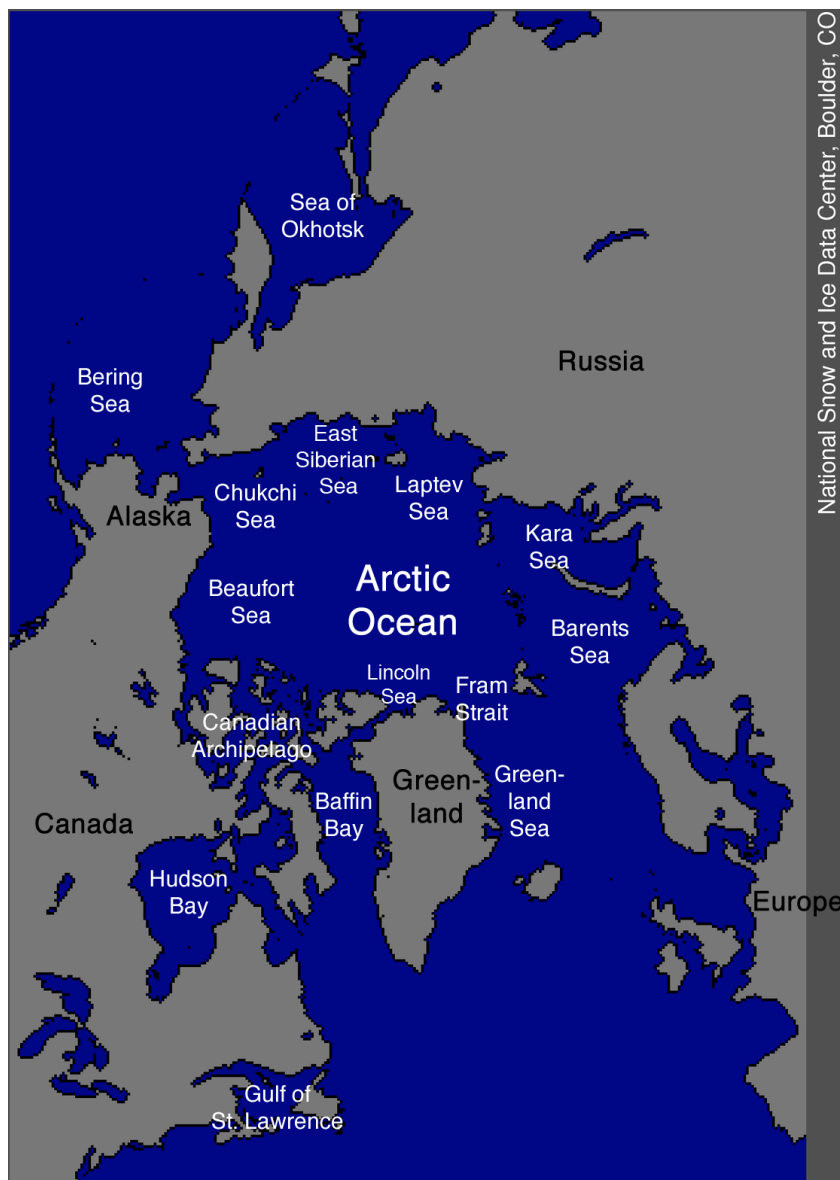 National Snow and Ice Data Center, Boulder, CO
Sea of
Okhotsk
Russia
Bering
Sea
East
Siberian
Sea
Laptev
Sea
Chukchi
Sea
Alaska
Kara
Sea
Arctic
Ocean
Beaufort
Sea
Barents
Sea
Lincoln
Sea
Fram
Strait
Canadian
Archipelago
Green-
land
Green-
land
Sea
Baffin
Bay
Canada
Hudson
Bay
Europe
Gulf of
St. Lawrence